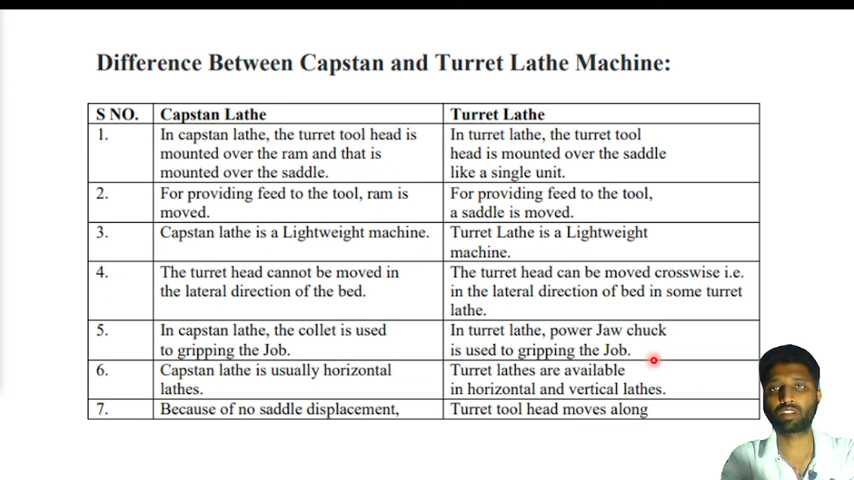 Difference Between Capstan and Turret Lathe Machine:
S NO. Capstan Lathe Turret Lathe
1. In capstan lathe, the turret tool head is
mounted over the ram and that is
mounted over the saddle.
In turret lathe, the turret tool
head is mounted over the saddle
like a single unit.
2. For providing feed to the tool, ram is
moved.
For providing feed to the tool,
a saddle is moved.
3. Capstan lathe is a Lightweight machine.
Turret Lathe is a Lightweight
machine.
4. The turret head cannot be moved in
the lateral direction of the bed.
The turret head can be moved crosswise i.e.
in the lateral direction of bed in some turret
lathe.
5. In capstan lathe, the collet is used
to gripping the Job.
In turret lathe, power Jaw chuck
is used to gripping the Job.
6. Capstan lathe is usually horizontal
lathes.
Turret lathes are available
in horizontal and vertical lathes.
7. Because of no saddle displacement,
Turret tool head moves along